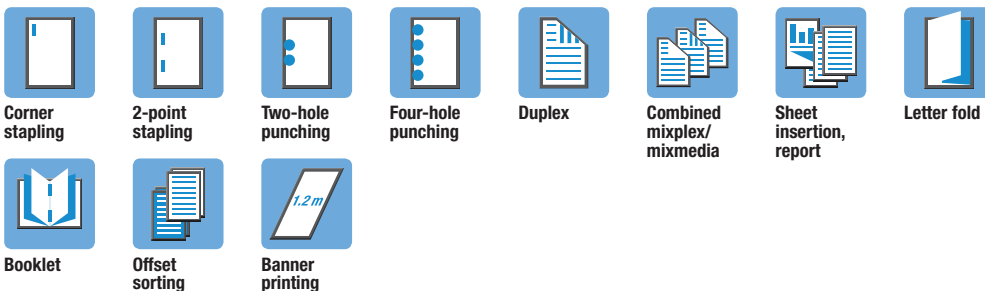 Corner
stapling
2-point
stapling
Two-hole
punching
Four-hole
punching
Duplex
Combined
mixplex/
mixmedia
Sheet
insertion,
report
Letter fold
1.2 m
Booklet
Offset
sorting
Banner
printing